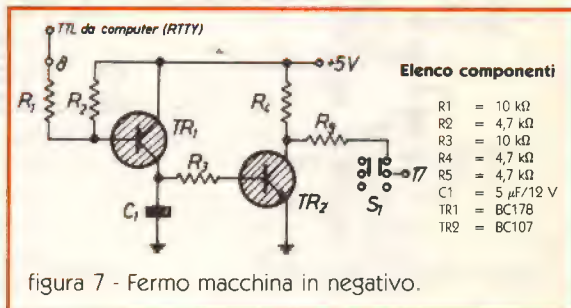 TTL da computer (RTTY)
8
+5V
R1
R2
R4
R5
TR1
17
R3
S1
C1
TR2
Elenco componenti
R1 = 10 kΩ
R2 = 4,7 kΩ
R3 = 10 kΩ
R4 = 4,7 kΩ
R5 = 4,7 kΩ
C1 = 5 µF/12 V
TR1 = BC178
TR2 = BC107
figura 7 - Fermo macchina in negativo.